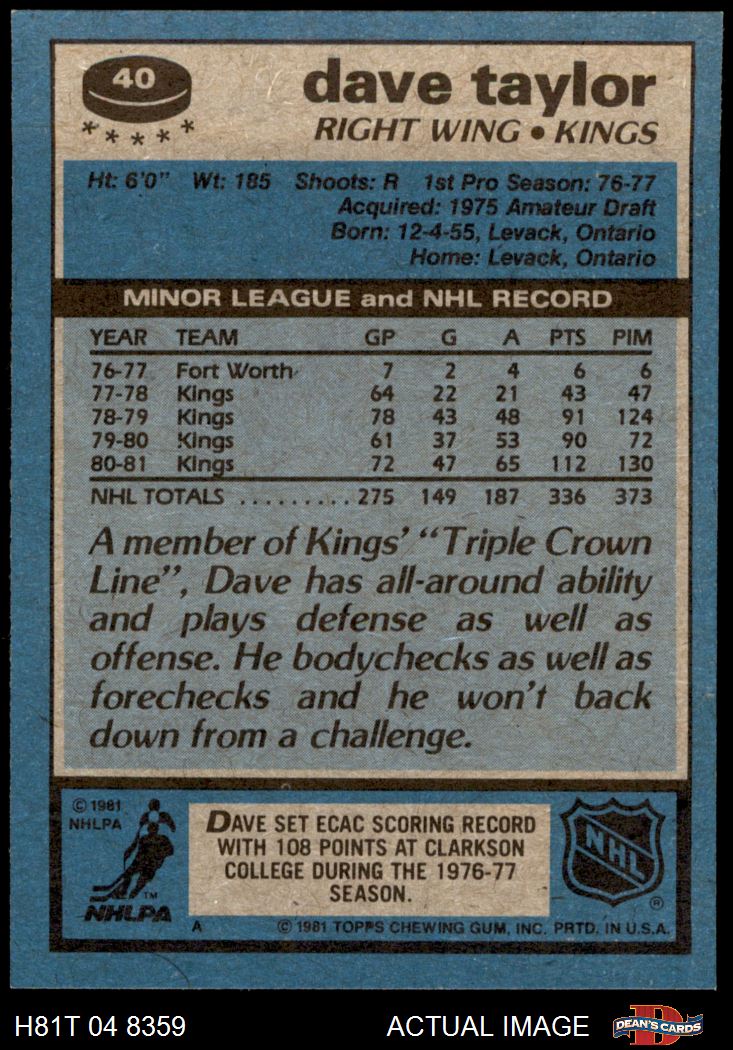 40
★ ★ ★ ★ ★
dave taylor
RIGHT WING • KINGS
Ht: 6'0" Wt: 185 Shoots: R 1st Pro Season: 76-77
Acquired: 1975 Amateur Draft
Born: 12-4-55, Levack, Ontario
Home: Levack, Ontario
MINOR LEAGUE and NHL RECORD
YEAR TEAM GP G A PTS PIM
76-77 Fort Worth 7 2 4 6 6
77-78 Kings 64 22 21 43 47
78-79 Kings 78 43 48 91 124
79-80 Kings 61 37 53 90 72
80-81 Kings 72 47 65 112 130
NHL TOTALS ......... 275 149 187 336 373
A member of Kings' "Triple Crown
Line", Dave has all-around ability
and plays defense as well as
offense. He bodychecks as well as
forechecks and he won't back
down from a challenge.
© 1981
NHLPA
TM
NHLPA
DAVE SET ECAC SCORING RECORD
WITH 108 POINTS AT CLARKSON
COLLEGE DURING THE 1976-77
SEASON.
NHL
®
A © 1981 TOPPS CHEWING GUM, INC. PRTD. IN U.S.A.
H81T 04 8359 ACTUAL IMAGE D DEAN'S CARDS